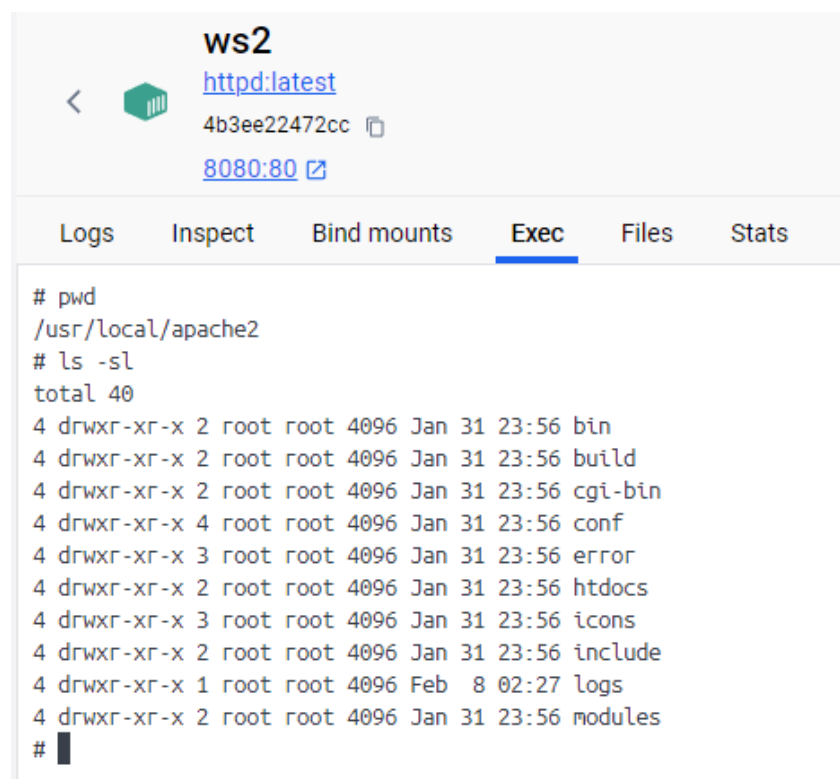 ws2
httpd:latest
4b3ee22472cc
8080:80
Logs Inspect Bind mounts Exec Files Stats
# pwd
/usr/local/apache2
# ls -sl
total 40
4 drwxr-xr-x 2 root root 4096 Jan 31 23:56 bin
4 drwxr-xr-x 2 root root 4096 Jan 31 23:56 build
4 drwxr-xr-x 2 root root 4096 Jan 31 23:56 cgi-bin
4 drwxr-xr-x 4 root root 4096 Jan 31 23:56 conf
4 drwxr-xr-x 3 root root 4096 Jan 31 23:56 error
4 drwxr-xr-x 2 root root 4096 Jan 31 23:56 htdocs
4 drwxr-xr-x 3 root root 4096 Jan 31 23:56 icons
4 drwxr-xr-x 2 root root 4096 Jan 31 23:56 include
4 drwxr-xr-x 1 root root 4096 Feb  8 02:27 logs
4 drwxr-xr-x 2 root root 4096 Jan 31 23:56 modules
#